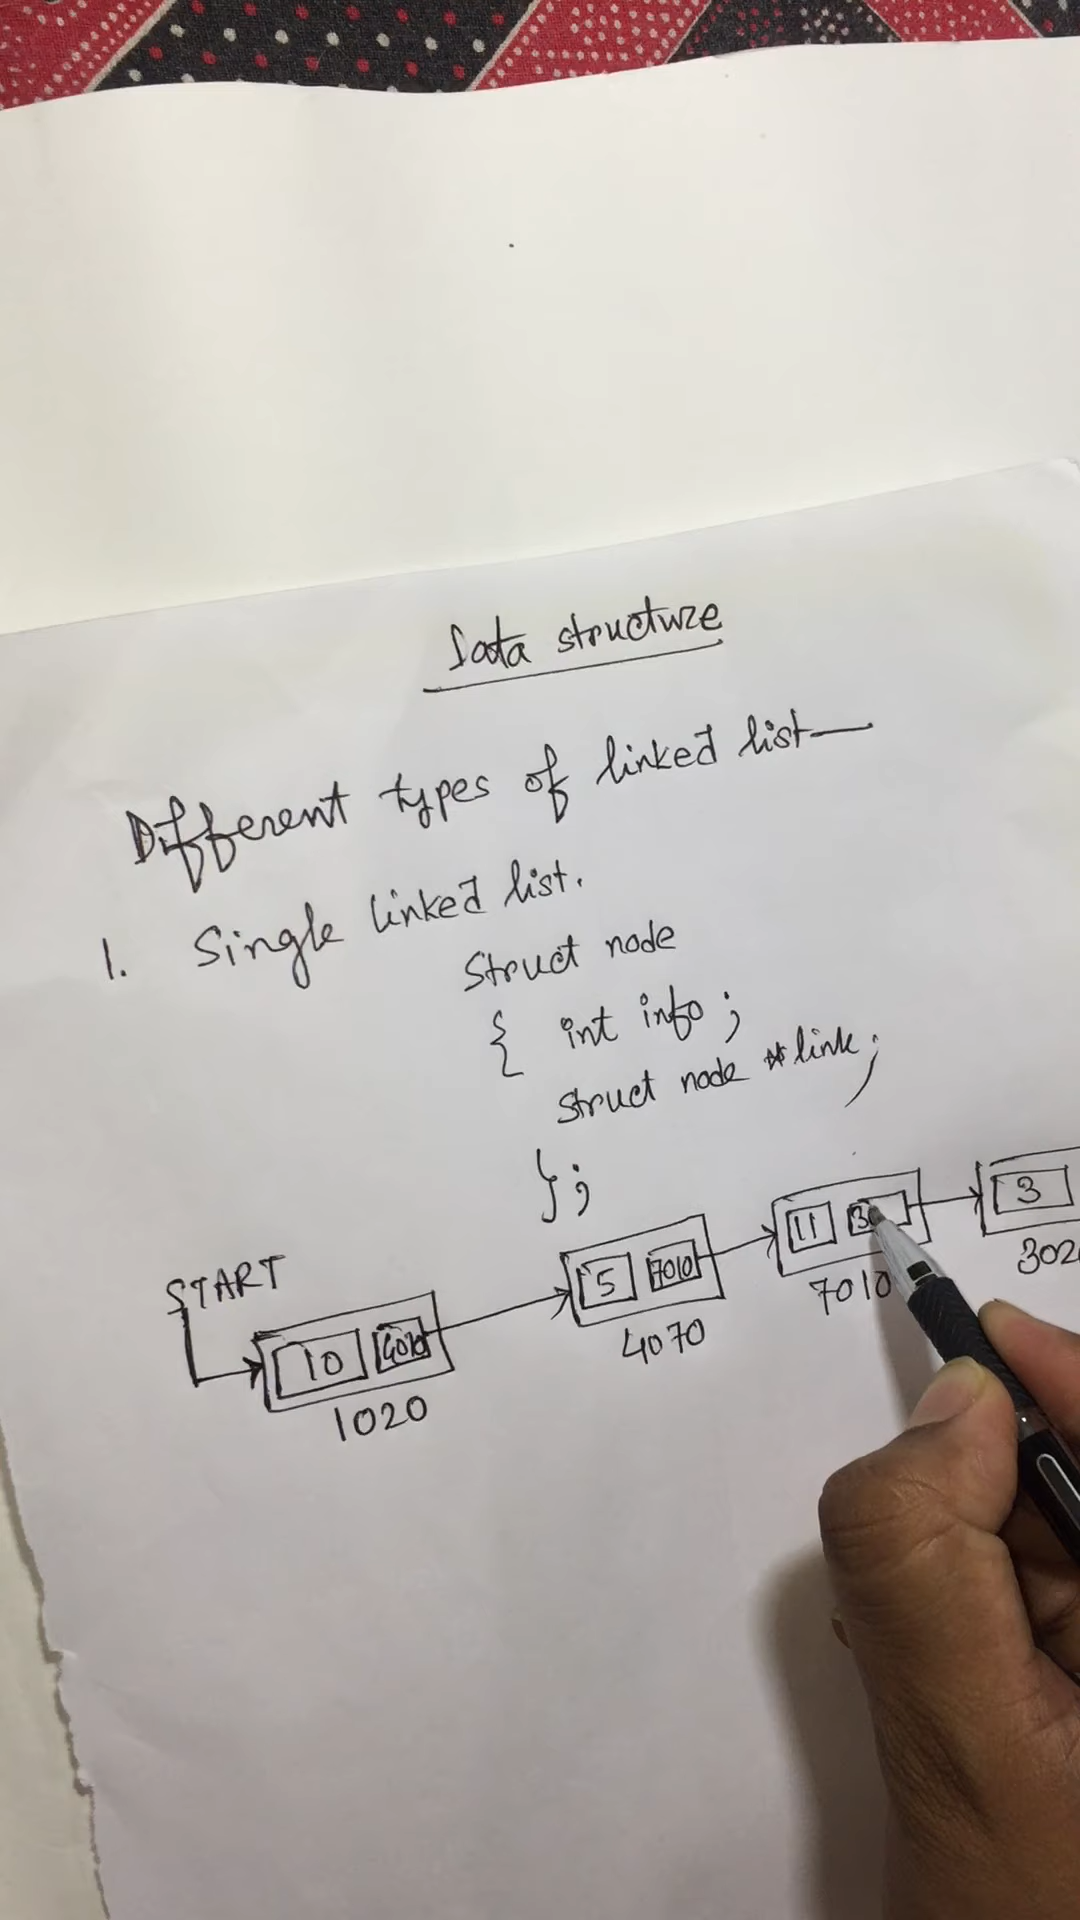 Data structure
Different types of linked list—
1. Single linked list.
Struct node
{ int info;
struct node *link;
};
START
10
1020
5 7010
4070
11
7010
3